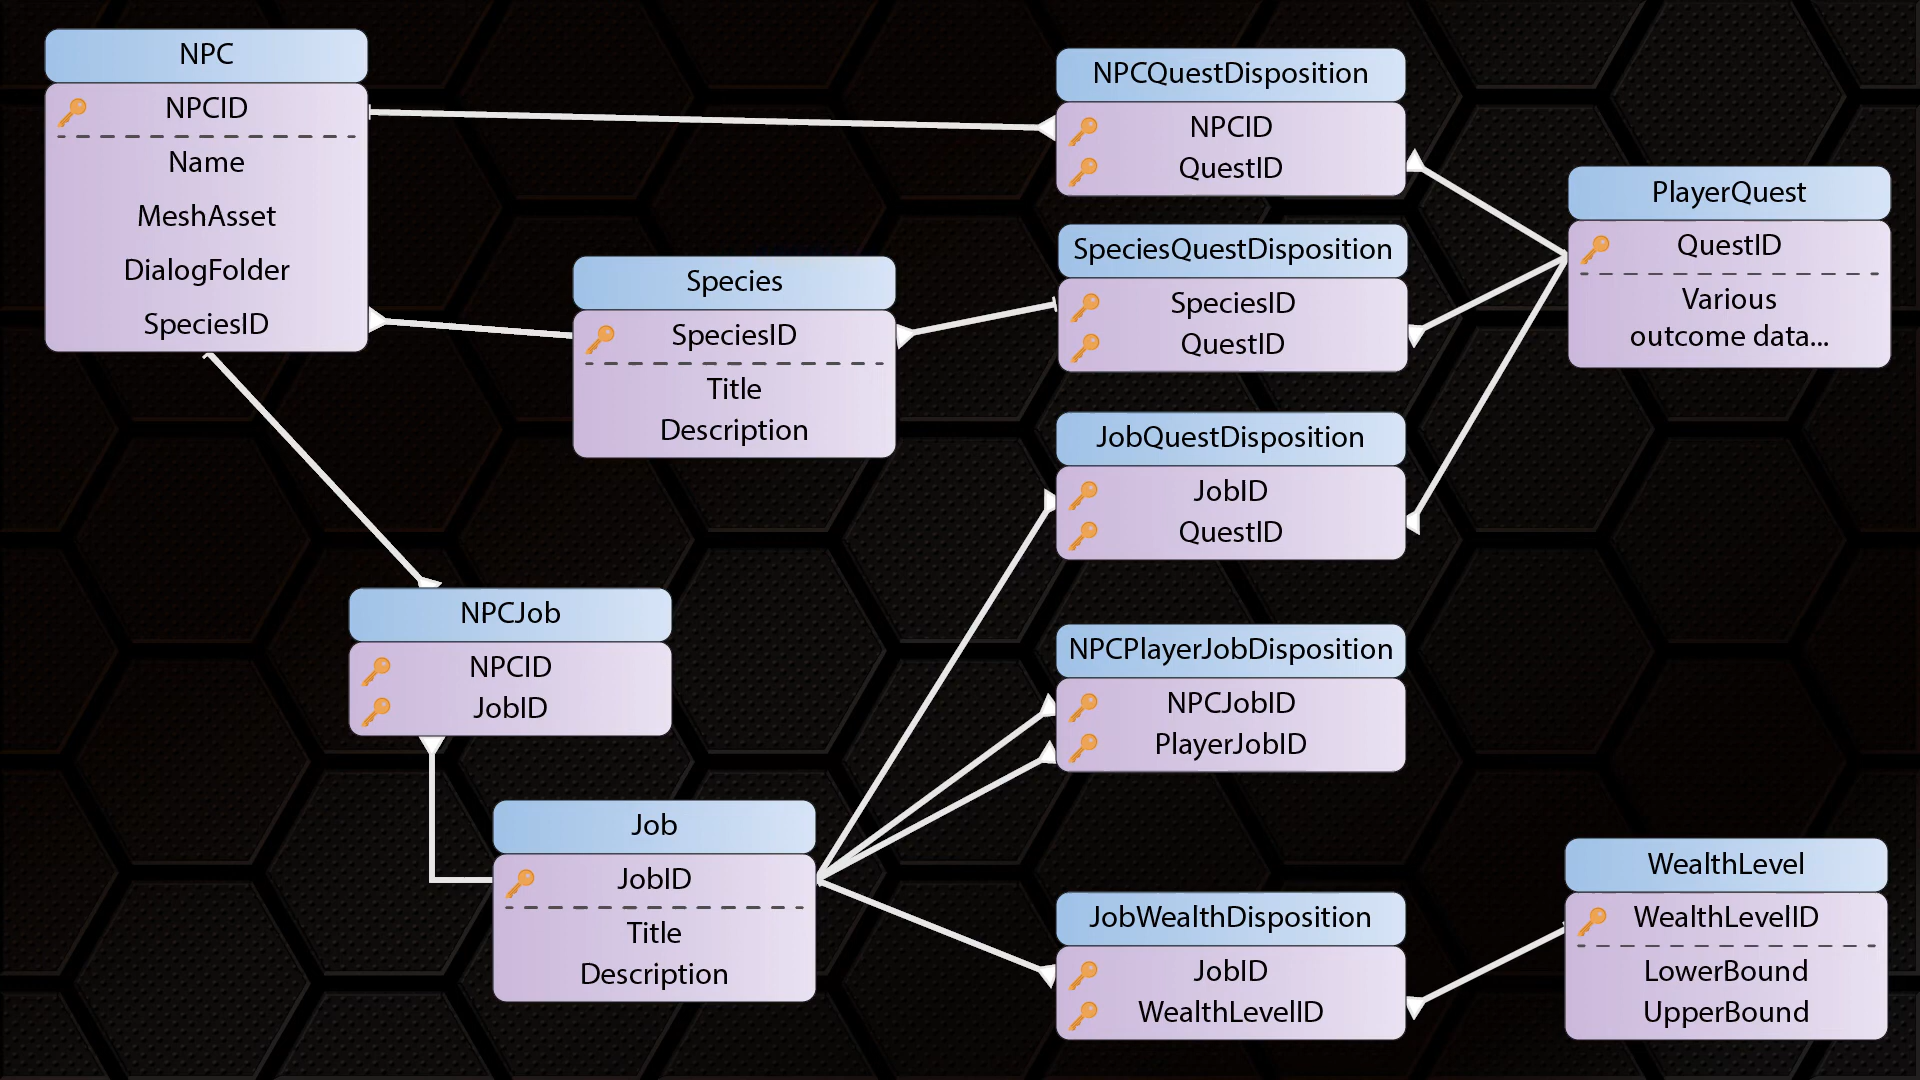 NPC
NPCID
Name
MeshAsset
DialogFolder
SpeciesID
Species
SpeciesID
Title
Description
NPCJob
NPCID
JobID
Job
JobID
Title
Description
NPCQuestDisposition
NPCID
QuestID
SpeciesQuestDisposition
SpeciesID
QuestID
JobQuestDisposition
JobID
QuestID
NPCPlayerJobDisposition
NPCJobID
PlayerJobID
JobWealthDisposition
JobID
WealthLevelID
PlayerQuest
QuestID
Various
outcome data...
WealthLevel
WealthLevelID
LowerBound
UpperBound